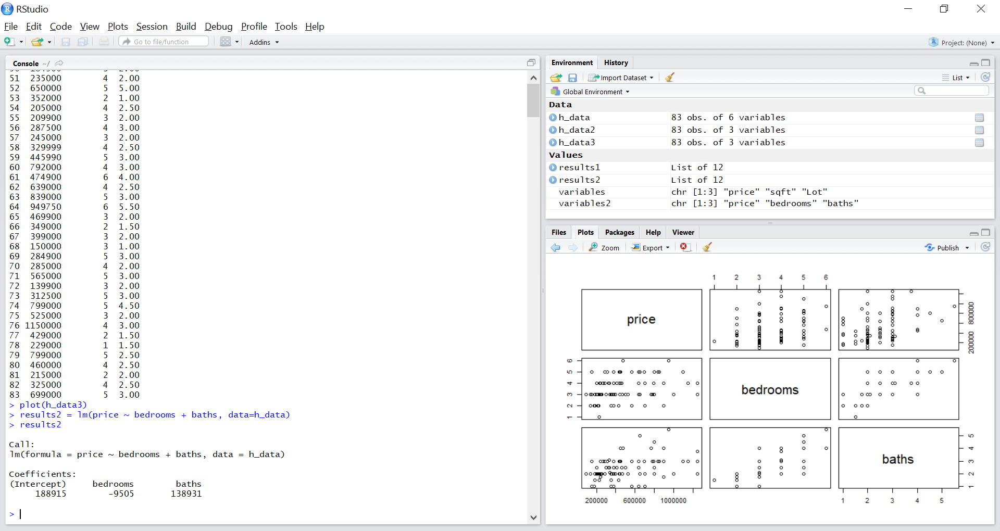 RStudio
File Edit Code View Plots Session Build Debug Profile Tools Help
Go to file/function Addins Project: (None)
Console ~/
51 235000 4 2.00
52 650000 5 5.00
53 352000 2 1.00
54 205000 4 2.50
55 209900 3 2.00
56 287500 4 3.00
57 245000 3 2.00
58 329999 4 2.50
59 445990 5 3.00
60 792000 4 3.00
61 474900 6 4.00
62 639000 4 2.50
63 839000 5 3.00
64 949750 6 5.50
65 469900 3 2.00
66 349000 2 1.50
67 399000 3 2.00
68 150000 3 1.00
69 284900 5 3.00
70 285000 4 2.00
71 565000 5 3.00
72 139900 3 2.00
73 312500 5 3.00
74 799000 5 4.50
75 525000 3 2.00
76 1150000 4 3.00
77 429000 2 1.50
78 229000 1 1.50
79 799000 5 2.50
80 460000 4 2.50
81 215000 2 2.00
82 325000 4 2.50
83 699000 5 3.00
> plot(h_data3)
> results2 = lm(price ~ bedrooms + baths, data=h_data)
> results2
Call:
lm(formula = price ~ bedrooms + baths, data = h_data)
Coefficients:
(Intercept) bedrooms baths
188915 -9505 138931
>
Environment History
Import Dataset List
Global Environment
Data
h_data 83 obs. of 6 variables
h_data2 83 obs. of 3 variables
h_data3 83 obs. of 3 variables
Values
results1 List of 12
results2 List of 12
variables chr [1:3] "price" "sqft" "Lot"
variables2 chr [1:3] "price" "bedrooms" "baths"
Files Plots Packages Help Viewer
Zoom Export Publish
1 2 3 4 5 6
price
200000 800000
1 2 3 4 5 6
bedrooms
baths
1 2 3 4 5
200000 600000 1000000
1 2 3 4 5